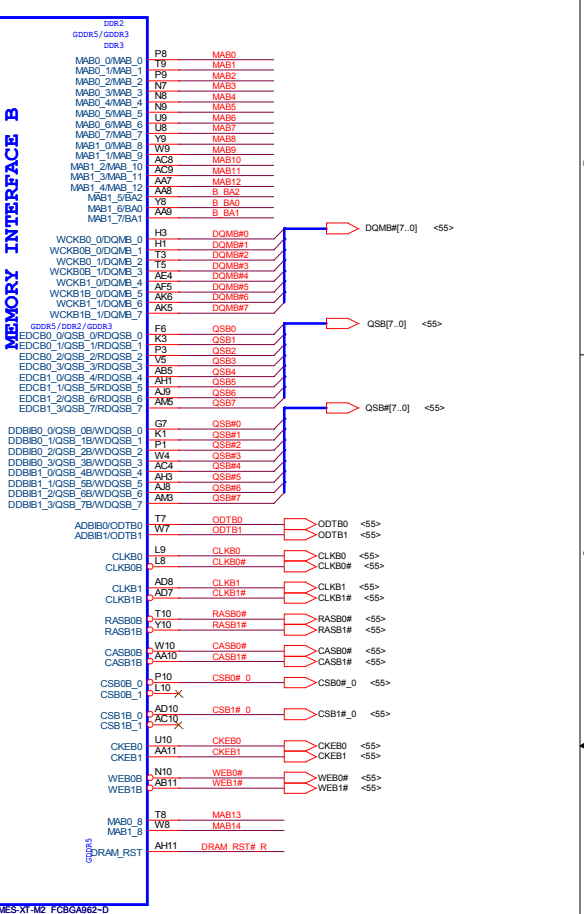 DDR2
GDDR5/GDDR3
DDR3
MEMORY INTERFACE B
MAB0_0/MAB_0 P8 MAB0
MAB0_1/MAB_1 T9 MAB1
MAB0_2/MAB_2 P9 MAB2
MAB0_3/MAB_3 N7 MAB3
MAB0_4/MAB_4 N8 MAB4
MAB0_5/MAB_5 N9 MAB5
MAB0_6/MAB_6 U9 MAB6
MAB0_7/MAB_7 U8 MAB7
MAB1_0/MAB_8 Y9 MAB8
MAB1_1/MAB_9 W9 MAB9
MAB1_2/MAB_10 AC8 MAB10
MAB1_3/MAB_11 AC9 MAB11
MAB1_4/MAB_12 AA7 MAB12
MAB1_5/BA2 AA8 B_BA2
MAB1_6/BA0 Y8 B_BA0
MAB1_7/BA1 AA9 B_BA1
DQMB#[7..0] <55>
WCKB0_0/DQMB_0 H3 DQMB#0
WCKB0B_0/DQMB_1 H1 DQMB#1
WCKB0_1/DQMB_2 T3 DQMB#2
WCKB0B_1/DQMB_3 T5 DQMB#3
WCKB1_0/DQMB_4 AE4 DQMB#4
WCKB1B_0/DQMB_5 AF5 DQMB#5
WCKB1_1/DQMB_6 AK6 DQMB#6
WCKB1B_1/DQMB_7 AK5 DQMB#7
GDDR5/DDR2/GDDR3
QSB[7..0] <55>
EDCB0_0/QSB_0/RDQSB_0 F6 QSB0
EDCB0_1/QSB_1/RDQSB_1 K3 QSB1
EDCB0_2/QSB_2/RDQSB_2 P3 QSB2
EDCB0_3/QSB_3/RDQSB_3 V5 QSB3
EDCB1_0/QSB_4/RDQSB_4 AB5 QSB4
EDCB1_1/QSB_5/RDQSB_5 AH1 QSB5
EDCB1_2/QSB_6/RDQSB_6 AJ9 QSB6
EDCB1_3/QSB_7/RDQSB_7 AM5 QSB7
QSB#[7..0] <55>
DDBIB0_0/QSB_0B/WDQSB_0 G7 QSB#0
DDBIB0_1/QSB_1B/WDQSB_1 K1 QSB#1
DDBIB0_2/QSB_2B/WDQSB_2 P1 QSB#2
DDBIB0_3/QSB_3B/WDQSB_3 W4 QSB#3
DDBIB1_0/QSB_4B/WDQSB_4 AC4 QSB#4
DDBIB1_1/QSB_5B/WDQSB_5 AH3 QSB#5
DDBIB1_2/QSB_6B/WDQSB_6 AJ8 QSB#6
DDBIB1_3/QSB_7B/WDQSB_7 AM3 QSB#7
ADBIB0/ODTB0 T7 ODTB0 ODTB0 <55>
ADBIB1/ODTB1 W7 ODTB1 ODTB1 <55>
CLKB0 L9 CLKB0 CLKB0 <55>
CLKB0B L8 CLKB0# CLKB0# <55>
CLKB1 AD8 CLKB1 CLKB1 <55>
CLKB1B AD7 CLKB1# CLKB1# <55>
RASB0B T10 RASB0# RASB0# <55>
RASB1B Y10 RASB1# RASB1# <55>
CASB0B W10 CASB0# CASB0# <55>
CASB1B AA10 CASB1# CASB1# <55>
CSB0B_0 P10 CSB0#_0 CSB0#_0 <55>
CSB0B_1 L10
CSB1B_0 AD10 CSB1#_0 CSB1#_0 <55>
CSB1B_1 AC10
CKEB0 U10 CKEB0 CKEB0 <55>
CKEB1 AA11 CKEB1 CKEB1 <55>
WEB0B N10 WEB0# WEB0# <55>
WEB1B AB11 WEB1# WEB1# <55>
MAB0_8 T8 MAB13
MAB1_8 W8 MAB14
GDDR5
DRAM_RST AH11 DRAM_RST#_R
MES-XT-M2_FCBGA962~D